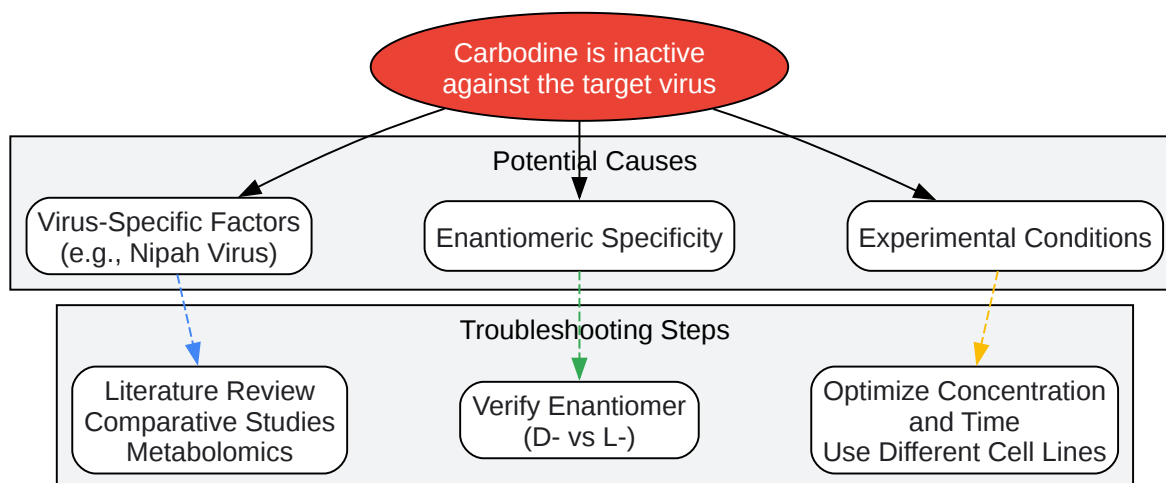 Carbodine is inactive
against the target virus
Potential Causes
Virus-Specific Factors
(e.g., Nipah Virus)
Enantiomeric Specificity
Experimental Conditions
Troubleshooting Steps
Literature Review
Comparative Studies
Metabolomics
Verify Enantiomer
(D- vs L-)
Optimize Concentration
and Time
Use Different Cell Lines